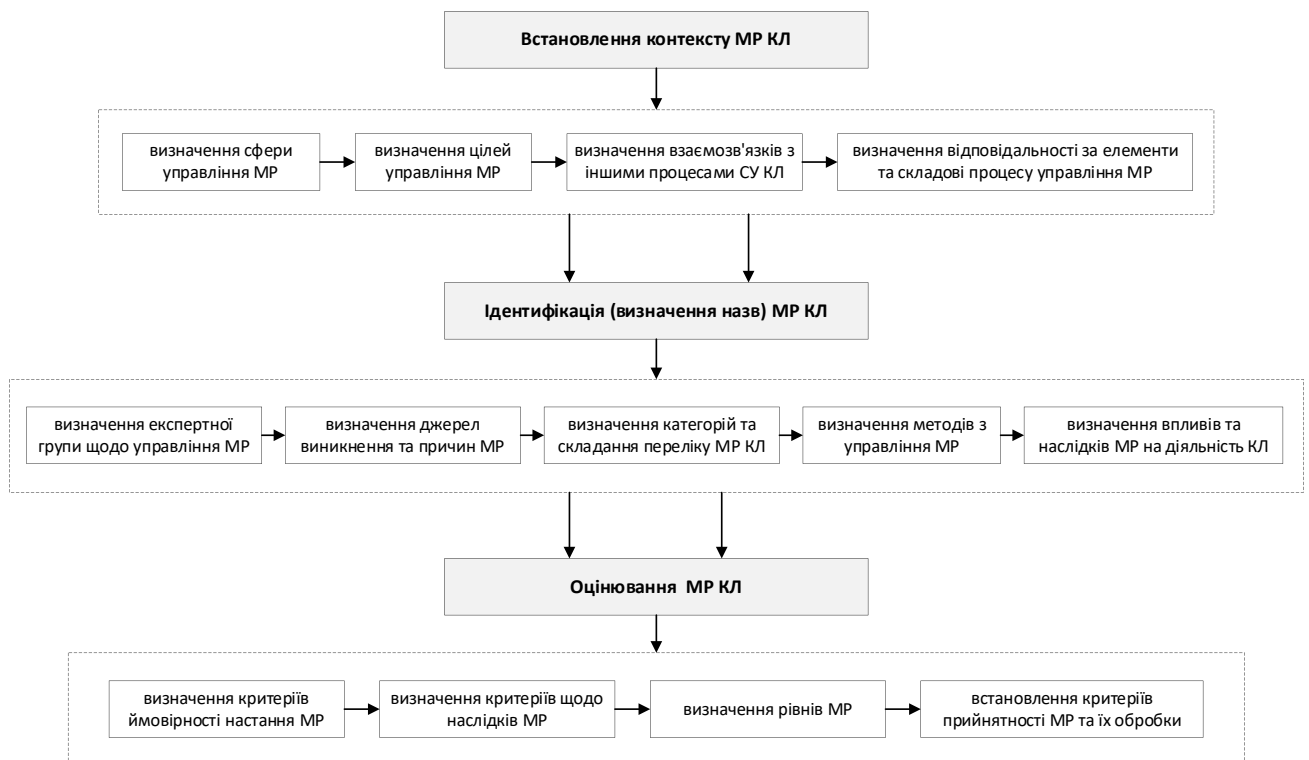 Встановлення контексту МР КЛ
визначення сфери
управління МР
визначення цілей
управління МР
визначення взаємозв'язків з
іншими процесами СУ КЛ
визначення відповідальності за елементи
та складові процесу управління МР
Ідентифікація (визначення назв) МР КЛ
визначення експертної
групи щодо управління МР
визначення джерел
виникнення та причин МР
визначення категорій та
складання переліку МР КЛ
визначення методів з
управління МР
визначення впливів та
наслідків МР на діяльність КЛ
Оцінювання МР КЛ
визначення критеріїв
ймовірності настання МР
визначення критеріїв щодо
наслідків МР
визначення рівнів МР
встановлення критеріїв
прийнятності МР та їх обробки